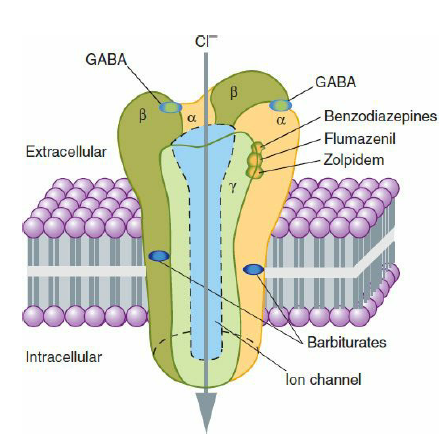 Cl⁻
GABA
GABA
β
β
α
α
Benzodiazepines
Flumazenil
Zolpidem
Extracellular
γ
Barbiturates
Intracellular
Ion channel